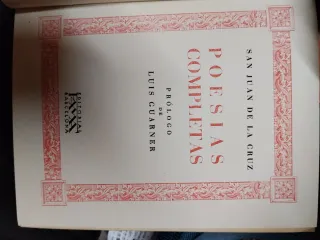 SAN JUAN DE LA CRUZ
POESIAS
COMPLETAS
PRÓLOGO
DE
LUIS GUARNER